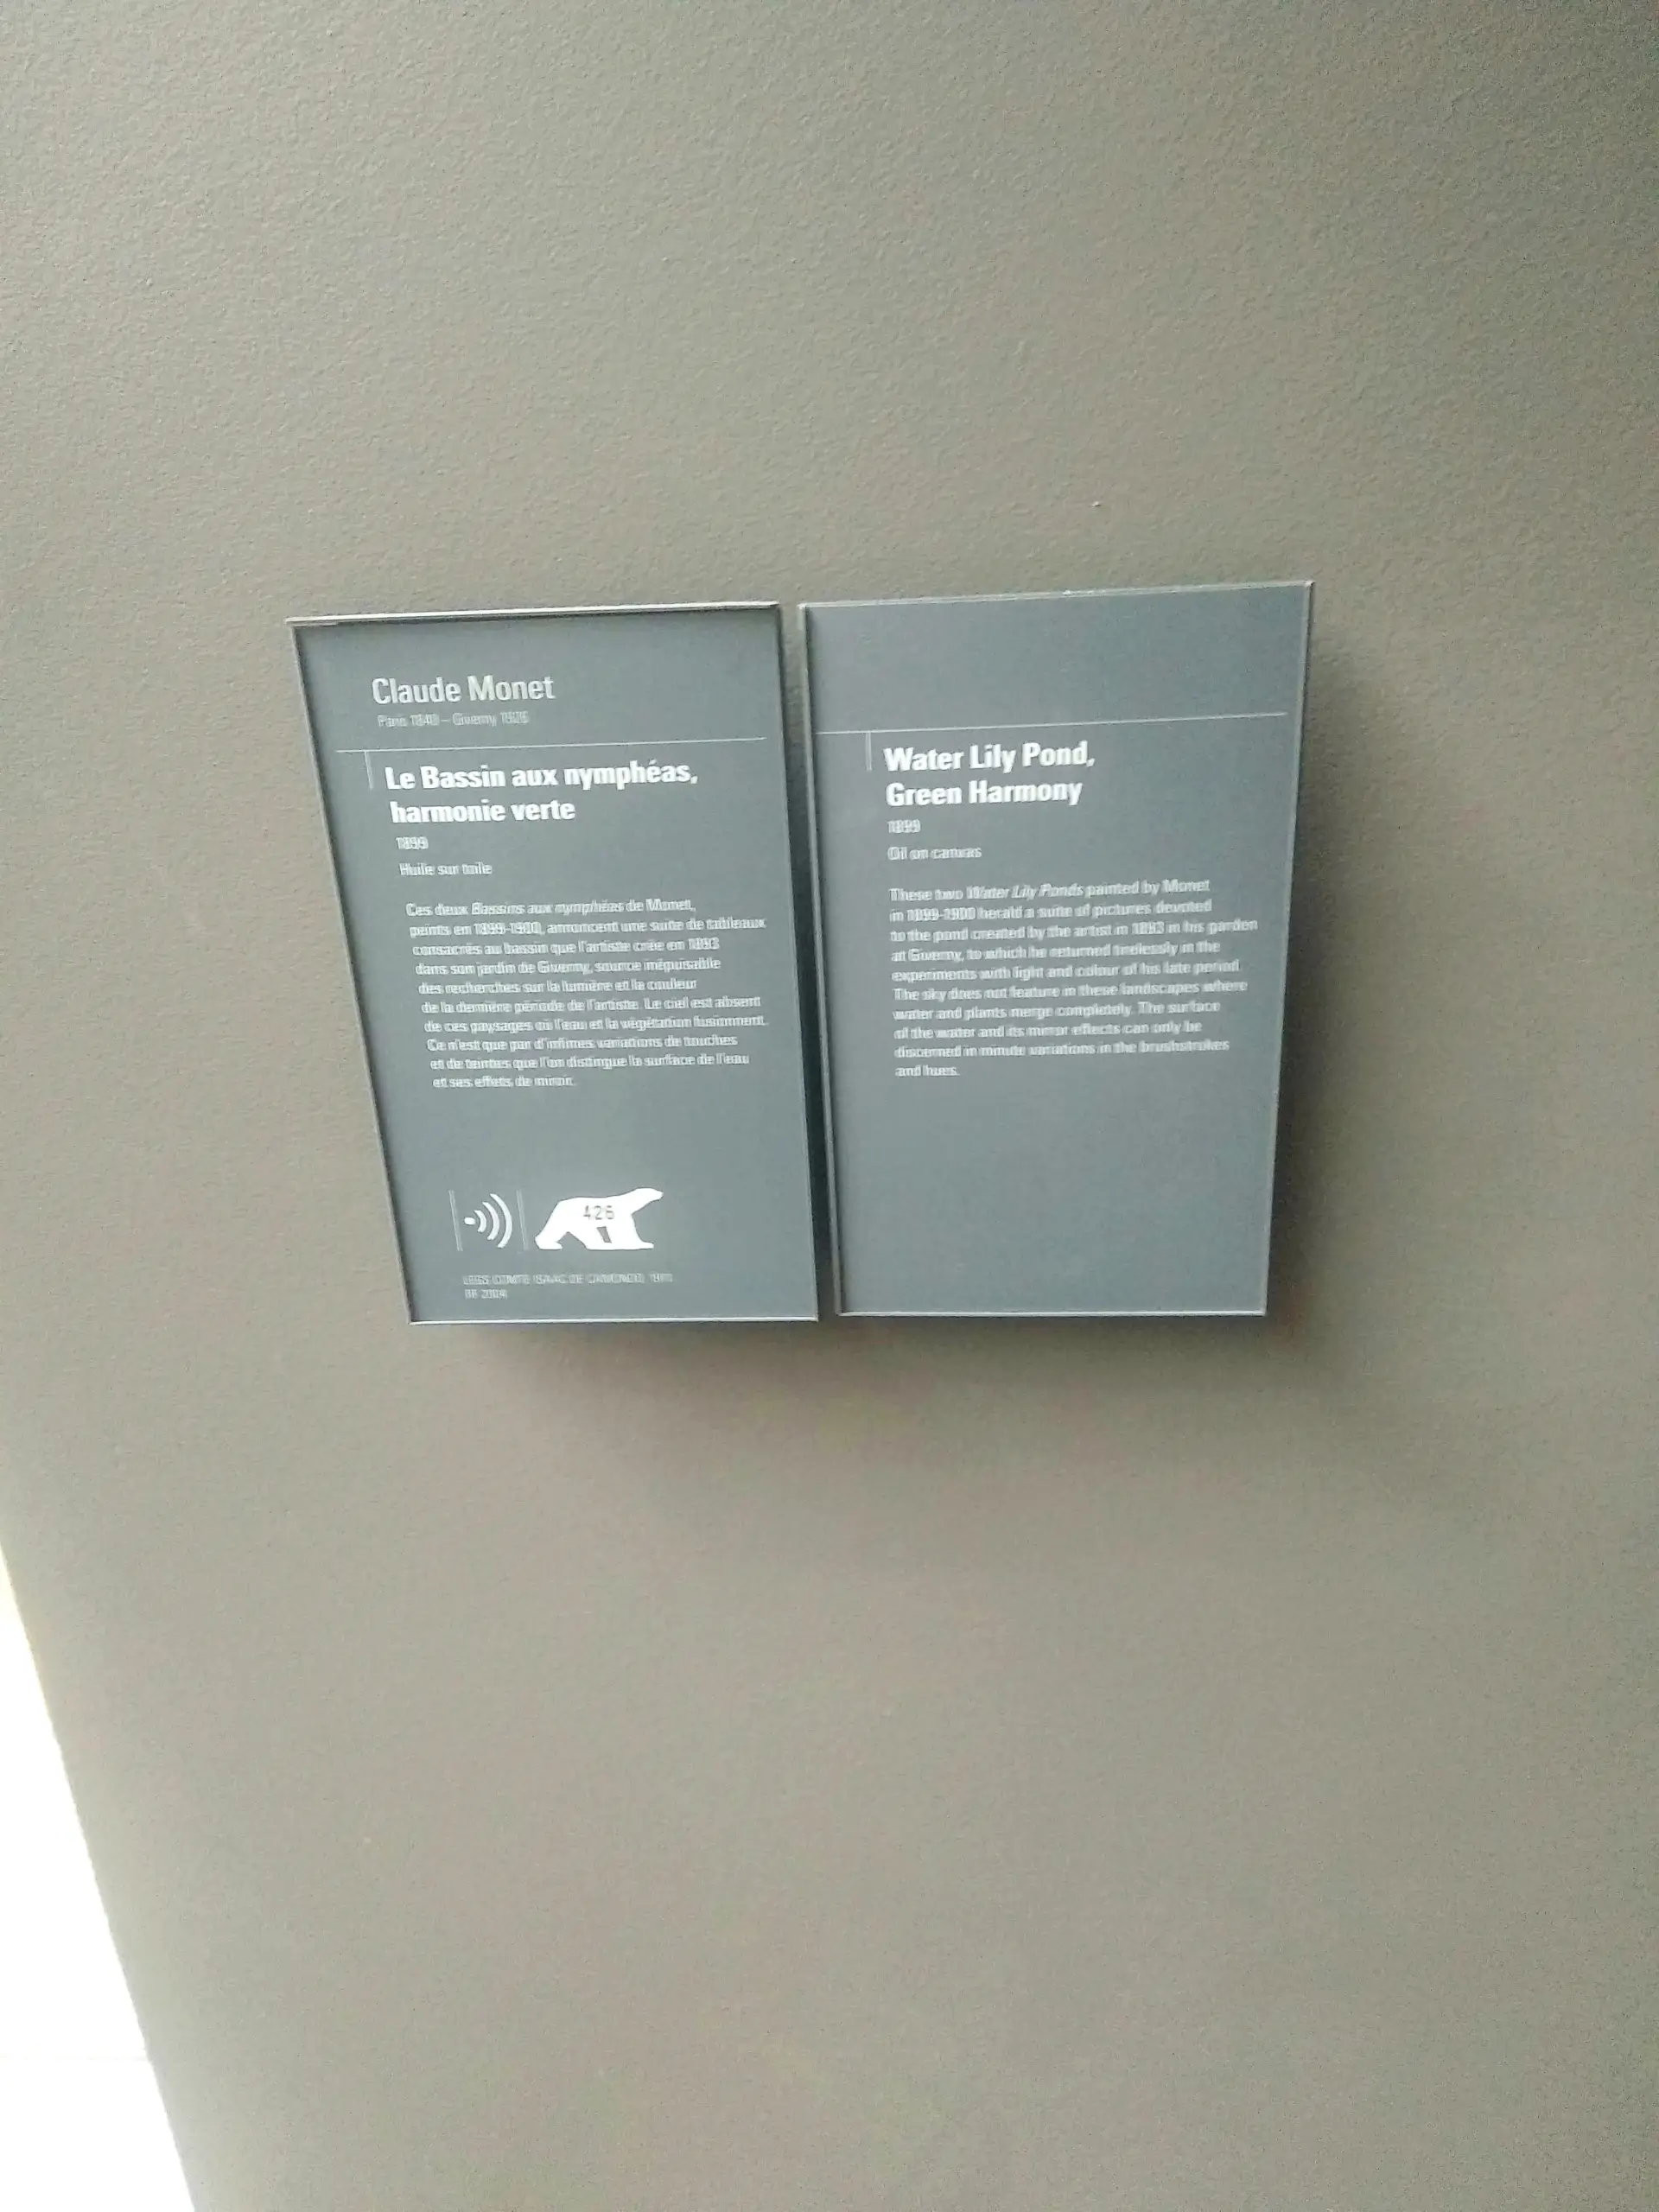 Claude Monet
Paris 1840 – Giverny 1926
Le Bassin aux nymphéas,
harmonie verte
1899
Huile sur toile
Ces deux Bassins aux nymphéas de Monet,
peints en 1899-1900, annoncent une suite de tableaux
consacrés au bassin que l'artiste crée en 1893
dans son jardin de Giverny, source inépuisable
des recherches sur la lumière et la couleur
de la dernière période de l'artiste. Le ciel est absent
de ces paysages où l'eau et la végétation fusionnent.
Ce n'est que par d'infimes variations de touches
et de teintes que l'on distingue la surface de l'eau
et ses effets de miroir.
426
LEGS COMTE ISAAC DE CAMONDO, 1911
RF 2004
Water Lily Pond,
Green Harmony
1899
Oil on canvas
These two Water Lily Ponds painted by Monet
in 1899-1900 herald a suite of pictures devoted
to the pond created by the artist in 1893 in his garden
at Giverny, to which he returned tirelessly in the
experiments with light and colour of his late period.
The sky does not feature in these landscapes where
water and plants merge completely. The surface
of the water and its mirror effects can only be
discerned in minute variations in the brushstrokes
and hues.